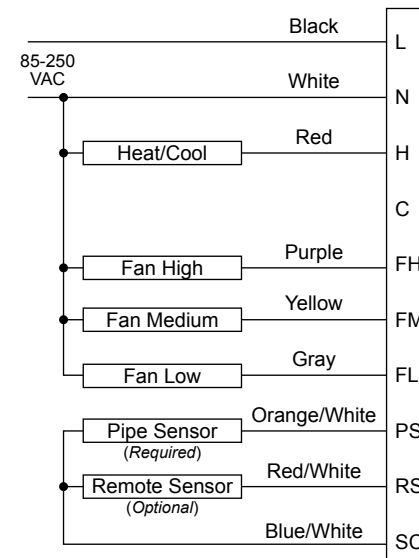 Black
L
85-250
VAC
White
N
Red
Heat/Cool
H
C
Purple
Fan High
FH
Yellow
Fan Medium
FM
Gray
Fan Low
FL
Orange/White
Pipe Sensor
PS
(Required)
Red/White
Remote Sensor
RS
(Optional)
Blue/White
SC